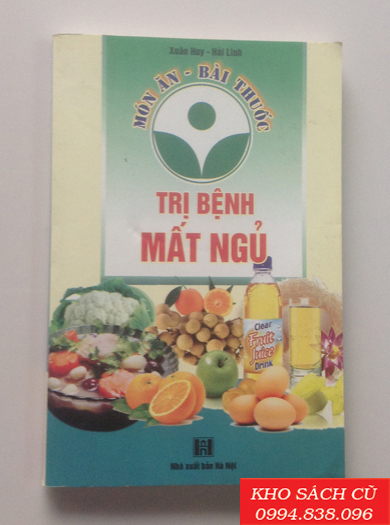 Xuân Huy - Hải Linh
MÓN ĂN - BÀI THUỐC
TRỊ BỆNH
MẤT NGỦ
Clear
Fruit
Juice
Drink
Nhà xuất bản Hà Nội
KHO SÁCH CŨ
0994.838.096